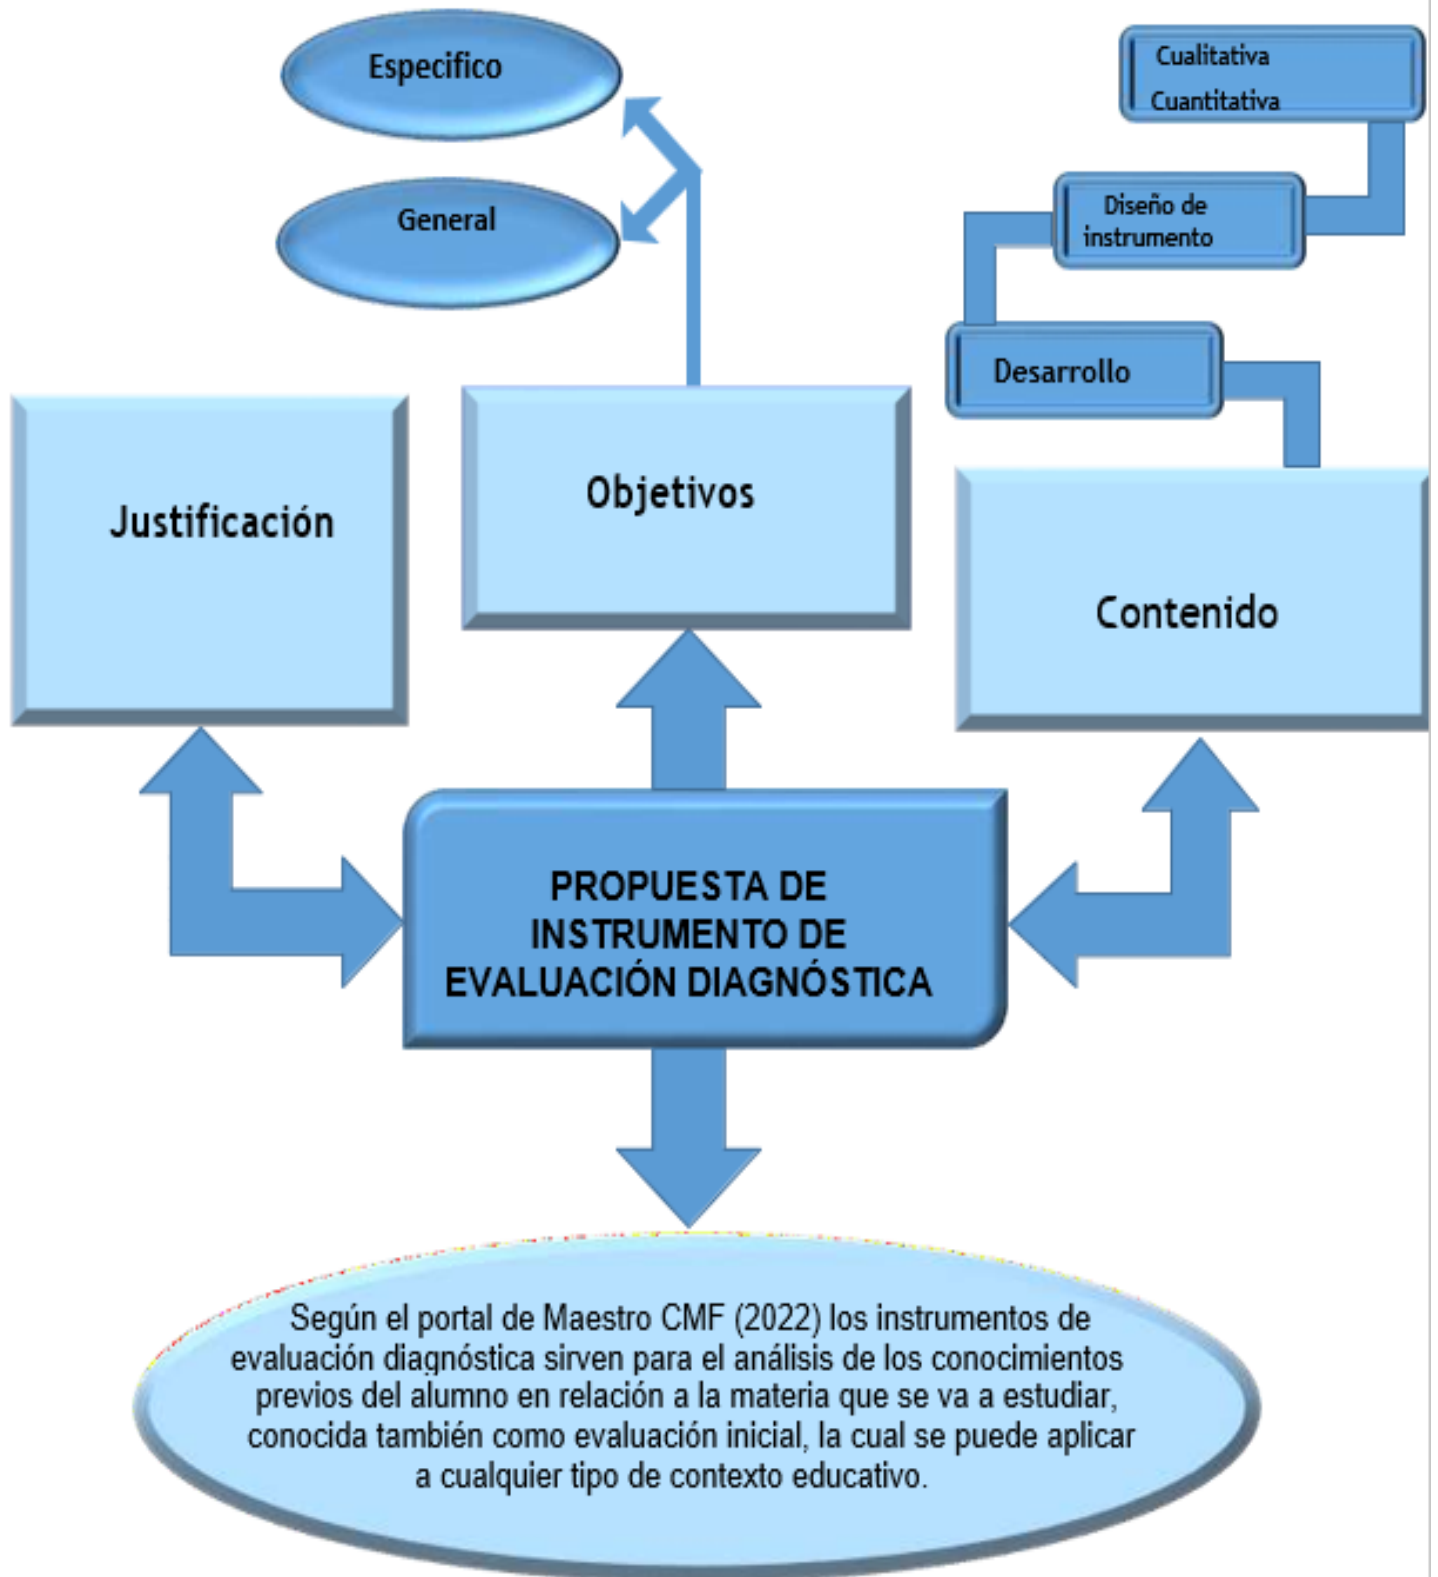 Especifico
General
Cualitativa
Cuantitativa
Diseño de
instrumento
Desarrollo
Justificación
Objetivos
Contenido
PROPUESTA DE
INSTRUMENTO DE
EVALUACIÓN DIAGNÓSTICA
Según el portal de Maestro CMF (2022) los instrumentos de
evaluación diagnóstica sirven para el análisis de los conocimientos
previos del alumno en relación a la materia que se va a estudiar,
conocida también como evaluación inicial, la cual se puede aplicar
a cualquier tipo de contexto educativo.